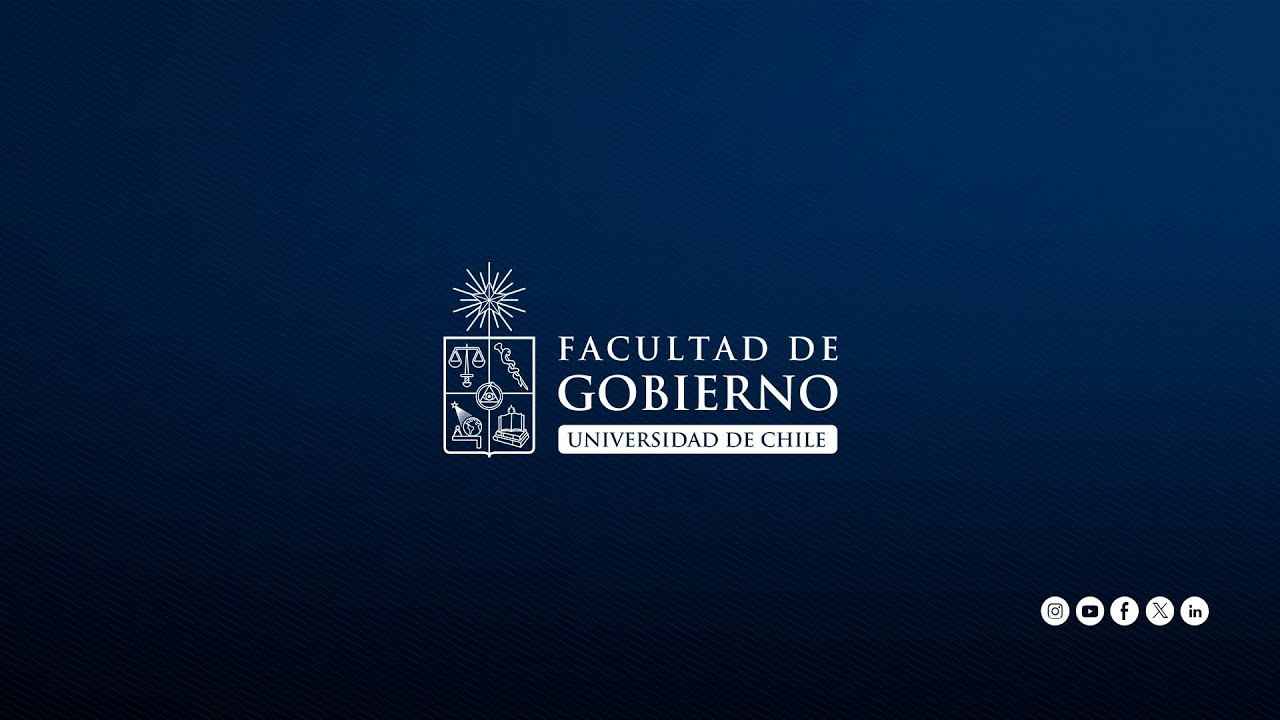 FACULTAD DE
GOBIERNO
UNIVERSIDAD DE CHILE